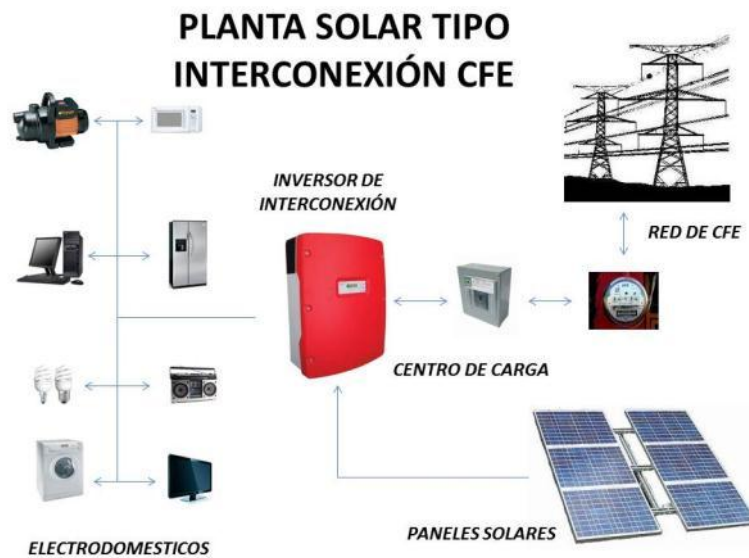 PLANTA SOLAR TIPO
INTERCONEXIÓN CFE
INVERSOR DE
INTERCONEXIÓN
RED DE CFE
CENTRO DE CARGA
PANELES SOLARES
ELECTRODOMESTICOS